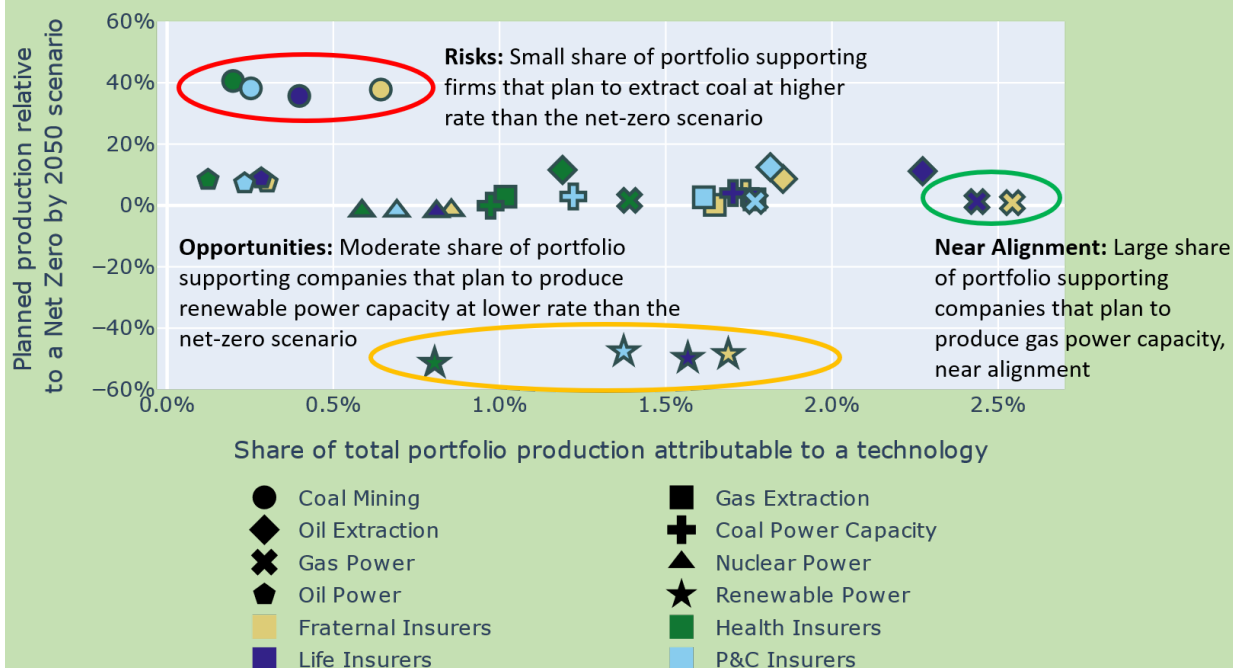 Planned production relative
to a Net Zero by 2050 scenario
60%
40%
20%
0%
−20%
−40%
−60%
Risks: Small share of portfolio supporting
firms that plan to extract coal at higher
rate than the net-zero scenario
Opportunities: Moderate share of portfolio
supporting companies that plan to produce
renewable power capacity at lower rate than the
net-zero scenario
Near Alignment: Large share
of portfolio supporting
companies that plan to
produce gas power capacity,
near alignment
0.0%
0.5%
1.0%
1.5%
2.0%
2.5%
Share of total portfolio production attributable to a technology
Coal Mining
Oil Extraction
Gas Power
Oil Power
Fraternal Insurers
Life Insurers
Gas Extraction
Coal Power Capacity
Nuclear Power
Renewable Power
Health Insurers
P&C Insurers